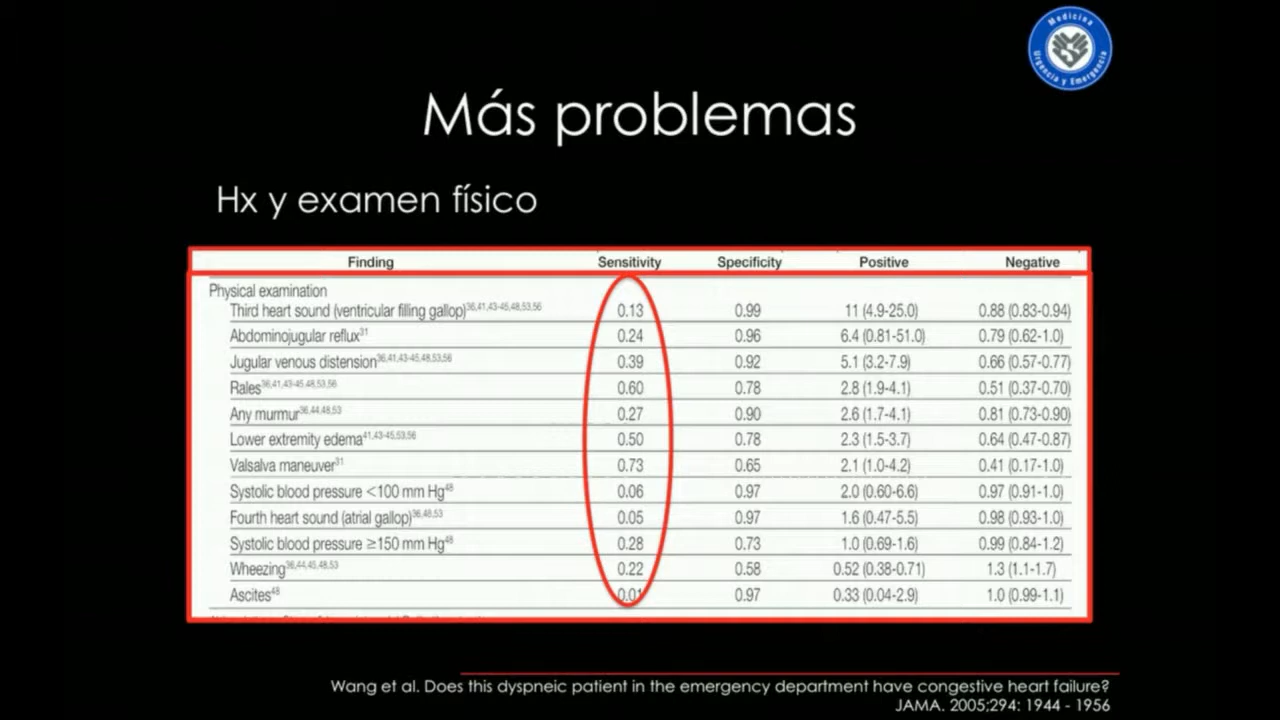 Medicina
Urgencia y Emergencia
Más problemas
Hx y examen físico
Finding Sensitivity Specificity Positive Negative
Physical examination
Third heart sound (ventricular filling gallop)36,41,43-45,48,53,56 0.13 0.99 11 (4.9-25.0) 0.88 (0.83-0.94)
Abdominojugular reflux31 0.24 0.96 6.4 (0.81-51.0) 0.79 (0.62-1.0)
Jugular venous distension36,41,43-45,48,53,56 0.39 0.92 5.1 (3.2-7.9) 0.66 (0.57-0.77)
Rales36,41,43-45,48,53,56 0.60 0.78 2.8 (1.9-4.1) 0.51 (0.37-0.70)
Any murmur36,44,48,53 0.27 0.90 2.6 (1.7-4.1) 0.81 (0.73-0.90)
Lower extremity edema41,43-45,53,56 0.50 0.78 2.3 (1.5-3.7) 0.64 (0.47-0.87)
Valsalva maneuver31 0.73 0.65 2.1 (1.0-4.2) 0.41 (0.17-1.0)
Systolic blood pressure <100 mm Hg48 0.06 0.97 2.0 (0.60-6.6) 0.97 (0.91-1.0)
Fourth heart sound (atrial gallop)36,48,53 0.05 0.97 1.6 (0.47-5.5) 0.98 (0.93-1.0)
Systolic blood pressure ≥150 mm Hg48 0.28 0.73 1.0 (0.69-1.6) 0.99 (0.84-1.2)
Wheezing36,44,45,48,53 0.22 0.58 0.52 (0.38-0.71) 1.3 (1.1-1.7)
Ascites48 0.01 0.97 0.33 (0.04-2.9) 1.0 (0.99-1.1)
Wang et al. Does this dyspneic patient in the emergency department have congestive heart failure?
JAMA. 2005;294: 1944 - 1956